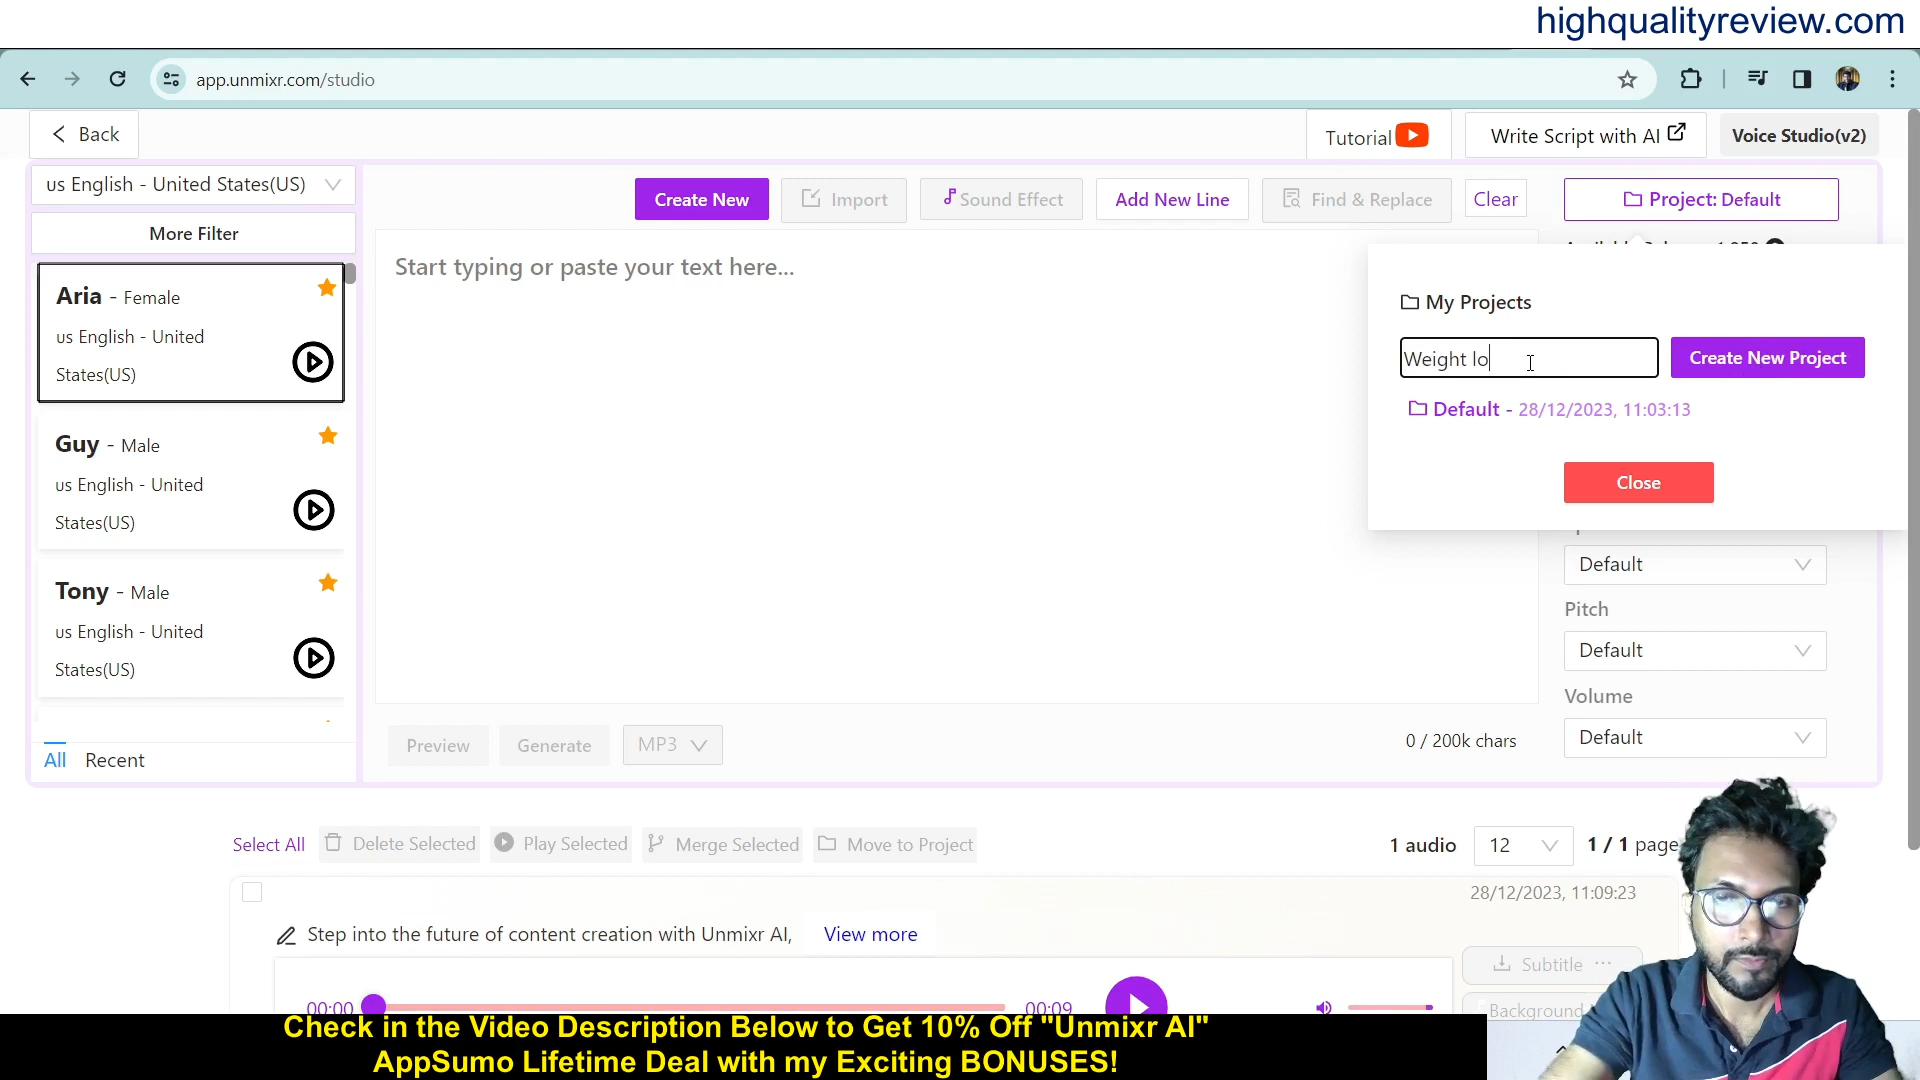 highqualityreview.com
app.unmixr.com/studio
Back
Tutorial
Write Script with AI
Voice Studio(v2)
us English - United States(US)
More Filter
Create New
Import
Sound Effect
Add New Line
Find & Replace
Clear
Project: Default
Aria - Female
us English - United
States(US)
Guy - Male
us English - United
States(US)
Tony - Male
us English - United
States(US)
All Recent
Start typing or paste your text here...
My Projects
Weight lo
Create New Project
Default - 28/12/2023, 11:03:13
Close
Default
Pitch
Default
Volume
Default
Preview
Generate
MP3
0 / 200k chars
Select All
Delete Selected
Play Selected
Merge Selected
Move to Project
1 audio
12
1 / 1 page
28/12/2023, 11:09:23
Step into the future of content creation with Unmixr AI,
View more
Subtitle ...
00:00
00:09
Background
Check in the Video Description Below to Get 10% Off "Unmixr AI"
AppSumo Lifetime Deal with my Exciting BONUSES!